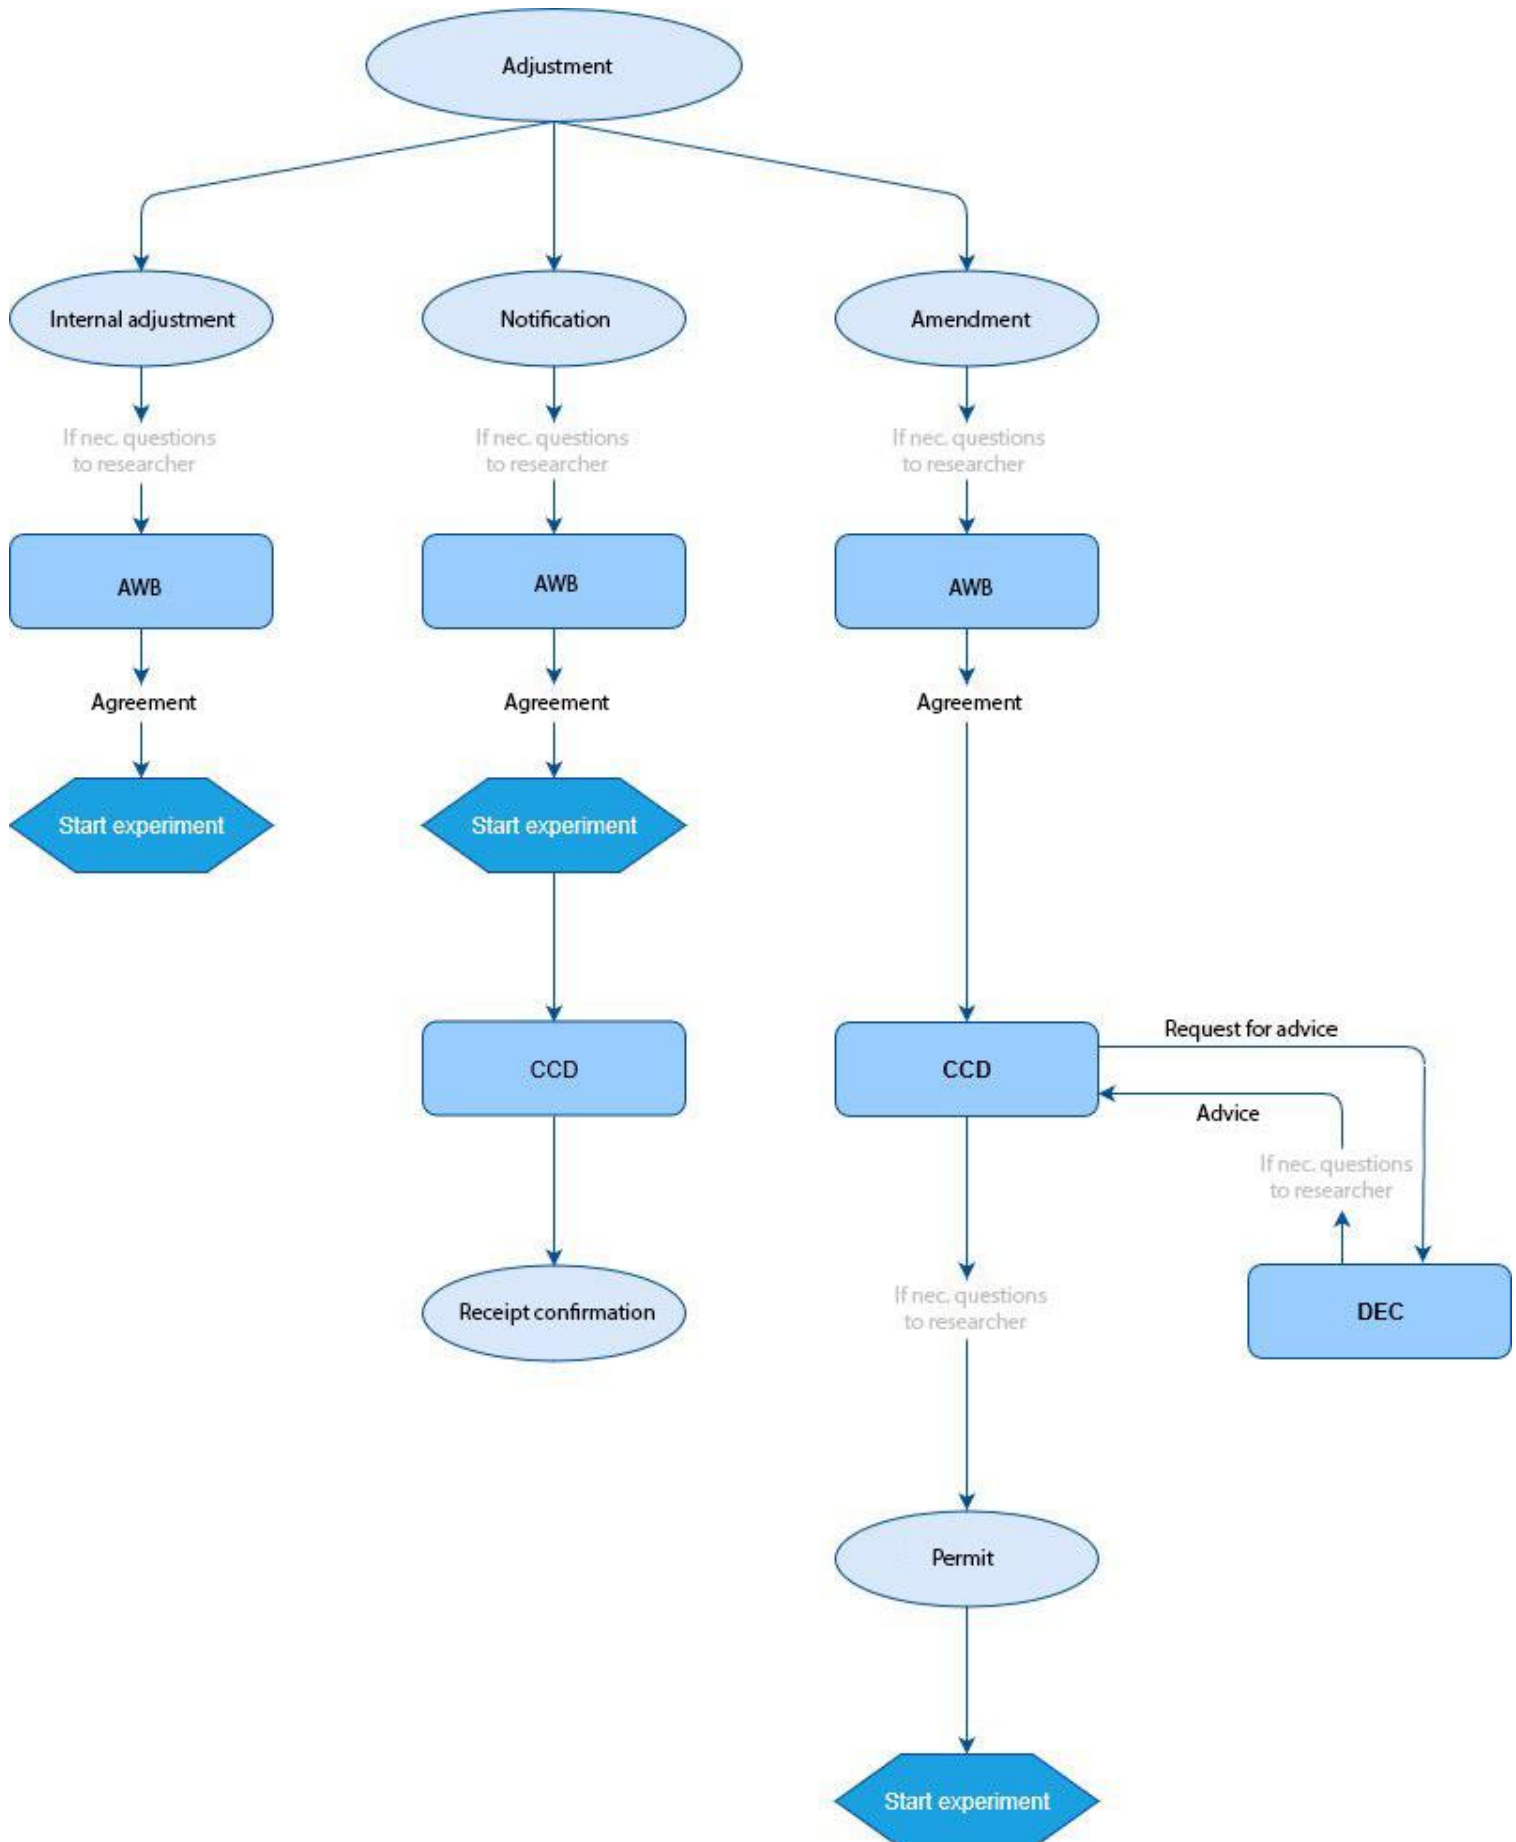 Adjustment
Internal adjustment
Notification
Amendment
If nec. questions
to researcher
If nec. questions
to researcher
If nec. questions
to researcher
AWB
AWB
AWB
Agreement
Agreement
Agreement
Start experiment
Start experiment
CCD
CCD
Request for advice
Advice
If nec. questions
to researcher
DEC
Receipt confirmation
If nec. questions
to researcher
Permit
Start experiment